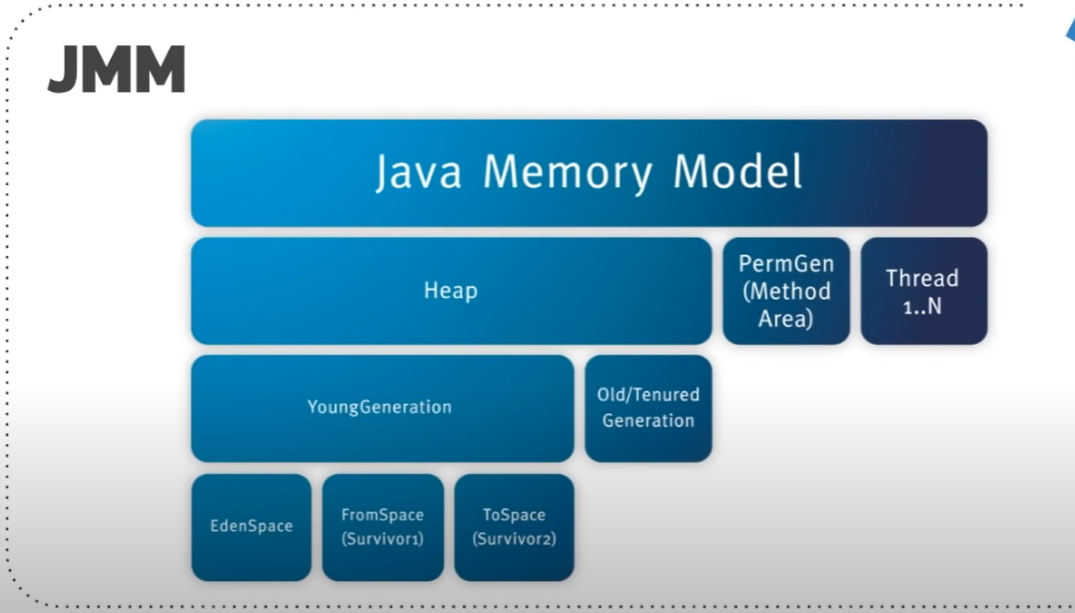 JMM
Java Memory Model
Heap
PermGen
(Method
Area)
Thread
1..N
YoungGeneration
Old/Tenured
Generation
EdenSpace
FromSpace
(Survivor1)
ToSpace
(Survivor2)